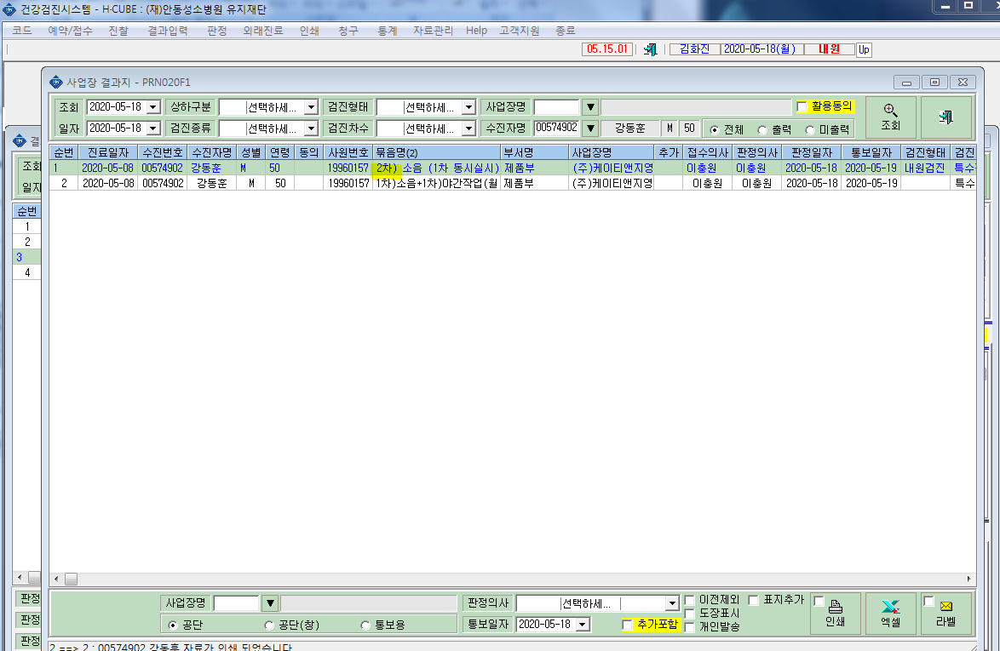 건강검진시스템 - H-CUBE : (재)안동성소병원 유지재단
코드 예약/접수 진찰 결과입력 판정 외래진료 인쇄 청구 통계 자료관리 Help 고객지원 종료
05.15.01 김화진 2020-05-18(월) 내원 Up
사업장 결과지 - PRN020F1
조회 2020-05-18 상하구분 선택하세... 검진형태 선택하세... 사업장명 활용동의 조회
일자 2020-05-18 검진종류 선택하세... 검진차수 선택하세... 수진자명 00574902 강동훈 M 50 전체 출력 미출력
순번 진료일자 수진번호 수진자명 성별 연령 동의 사원번호 묶음명(2) 부서명 사업장명 추가 접수의사 판정의사 판정일자 통보일자 검진형태 검진
1 2020-05-08 00574902 강동훈 M 50 19960157 2차) 소음 (1차 동시실시) 제품부 (주)케이티앤지영 이충원 이충원 2020-05-18 2020-05-19 내원검진 특수
2 2020-05-08 00574902 강동훈 M 50 19960157 1차)소음+1차)야간작업(월 제품부 (주)케이티앤지영 이충원 이충원 2020-05-18 2020-05-19 특수
결
조회
일자
순번
1
2
3
4
판정
판정
판정
사업장명 판정의사 선택하세... 이전제외 표지추가 인쇄 엑셀 라벨
도장표시
공단 공단(창) 통보용 통보일자 2020-05-18 추가포함 개인발송
2 ==> 2 : 00574902 강동훈 자료가 인쇄 되었습니다